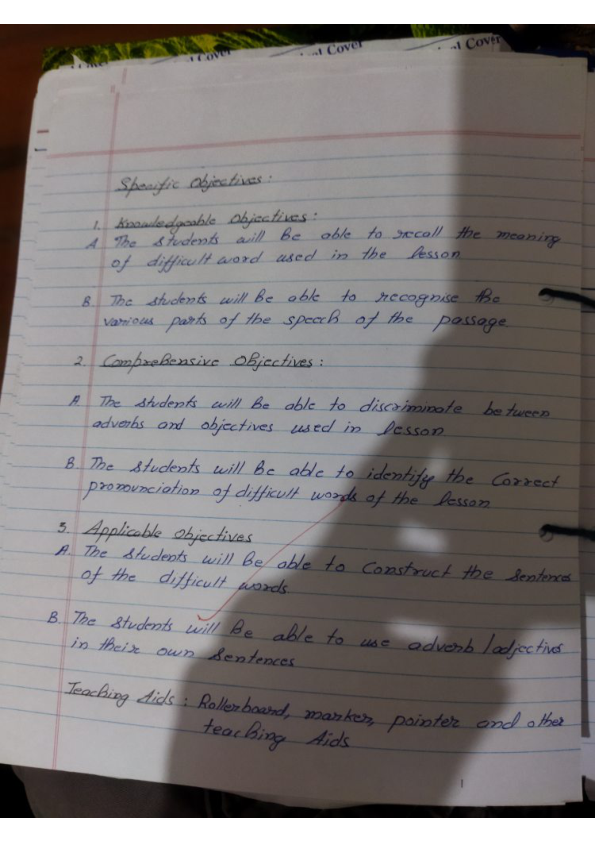 l Cover
al Cover
Specific Objectives:
1. Knowledgeable Objectives:
A The students will be able to recall the meaning
of difficult word used in the lesson
B. The students will be able to recognise the
various parts of the speech of the passage
2. Comprehensive Objectives:
A. The students will be able to discriminate between
adverbs and objectives used in lesson
B. The students will be able to identify the correct
pronounciation of difficult words of the lesson
3. Applicable Objectives
A. The students will be able to construct the sentences
of the difficult words.
B. The students will be able to use adverb/adjectives
in their own sentences
Teaching Aids: Rollerboard, marker, pointer and other
teaching Aids